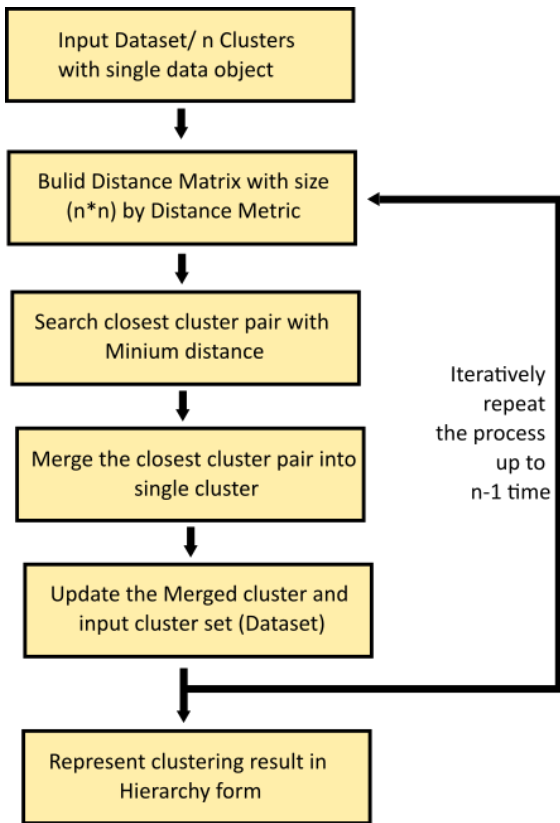 Input Dataset/ n Clusters
with single data object
Bulid Distance Matrix with size
(n*n) by Distance Metric
Search closest cluster pair with
Minium distance
Merge the closest cluster pair into
single cluster
Update the Merged cluster and
input cluster set (Dataset)
Represent clustering result in
Hierarchy form
Iteratively
repeat
the process
up to
n-1 time